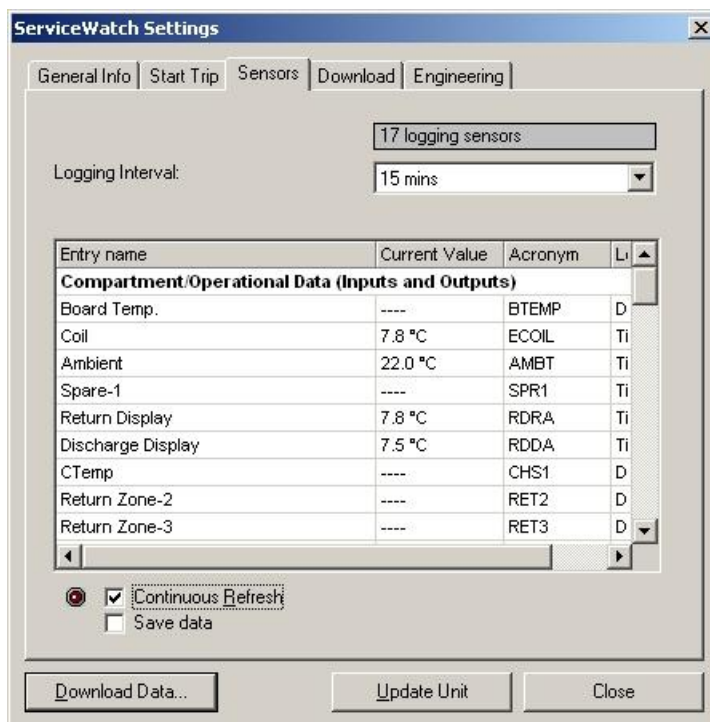 ServiceWatch Settings
General Info Start Trip Sensors Download Engineering
17 logging sensors
Logging Interval: 15 mins
Entry name Current Value Acronym
Compartment/Operational Data (Inputs and Outputs)
Board Temp. ---- BTEMP D
Coil 7.8 °C ECOIL Ti
Ambient 22.0 °C AMBT Ti
Spare-1 ---- SPR1 Ti
Return Display 7.8 °C RDRA Ti
Discharge Display 7.5 °C RDDA Ti
CTemp ---- CHS1 D
Return Zone-2 ---- RET2 D
Return Zone-3 ---- RET3 D
Continuous Refresh
Save data
Download Data... Update Unit Close